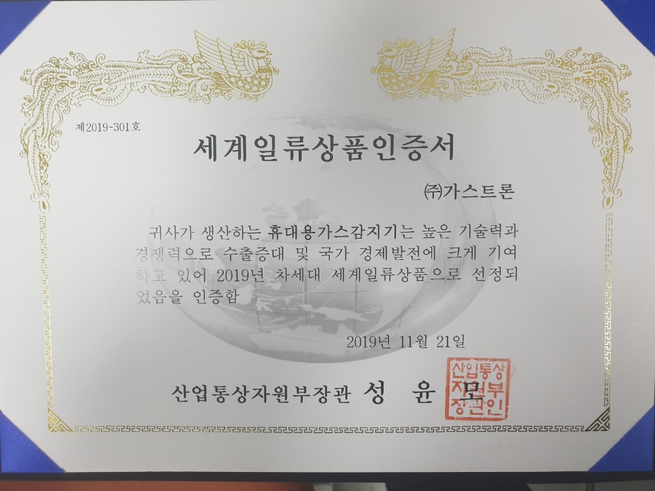 제2019-301호
세계일류상품인증서
㈜가스트론
귀사가 생산하는 휴대용가스감지기는 높은 기술력과
경쟁력으로 수출증대 및 국가 경제발전에 크게 기여
하고 있어 2019년 차세대 세계일류상품으로 선정되
었음을 인증함
2019년 11월 21일
산업통상자원부장관 성 윤 모
산업통상
자원부
장관인